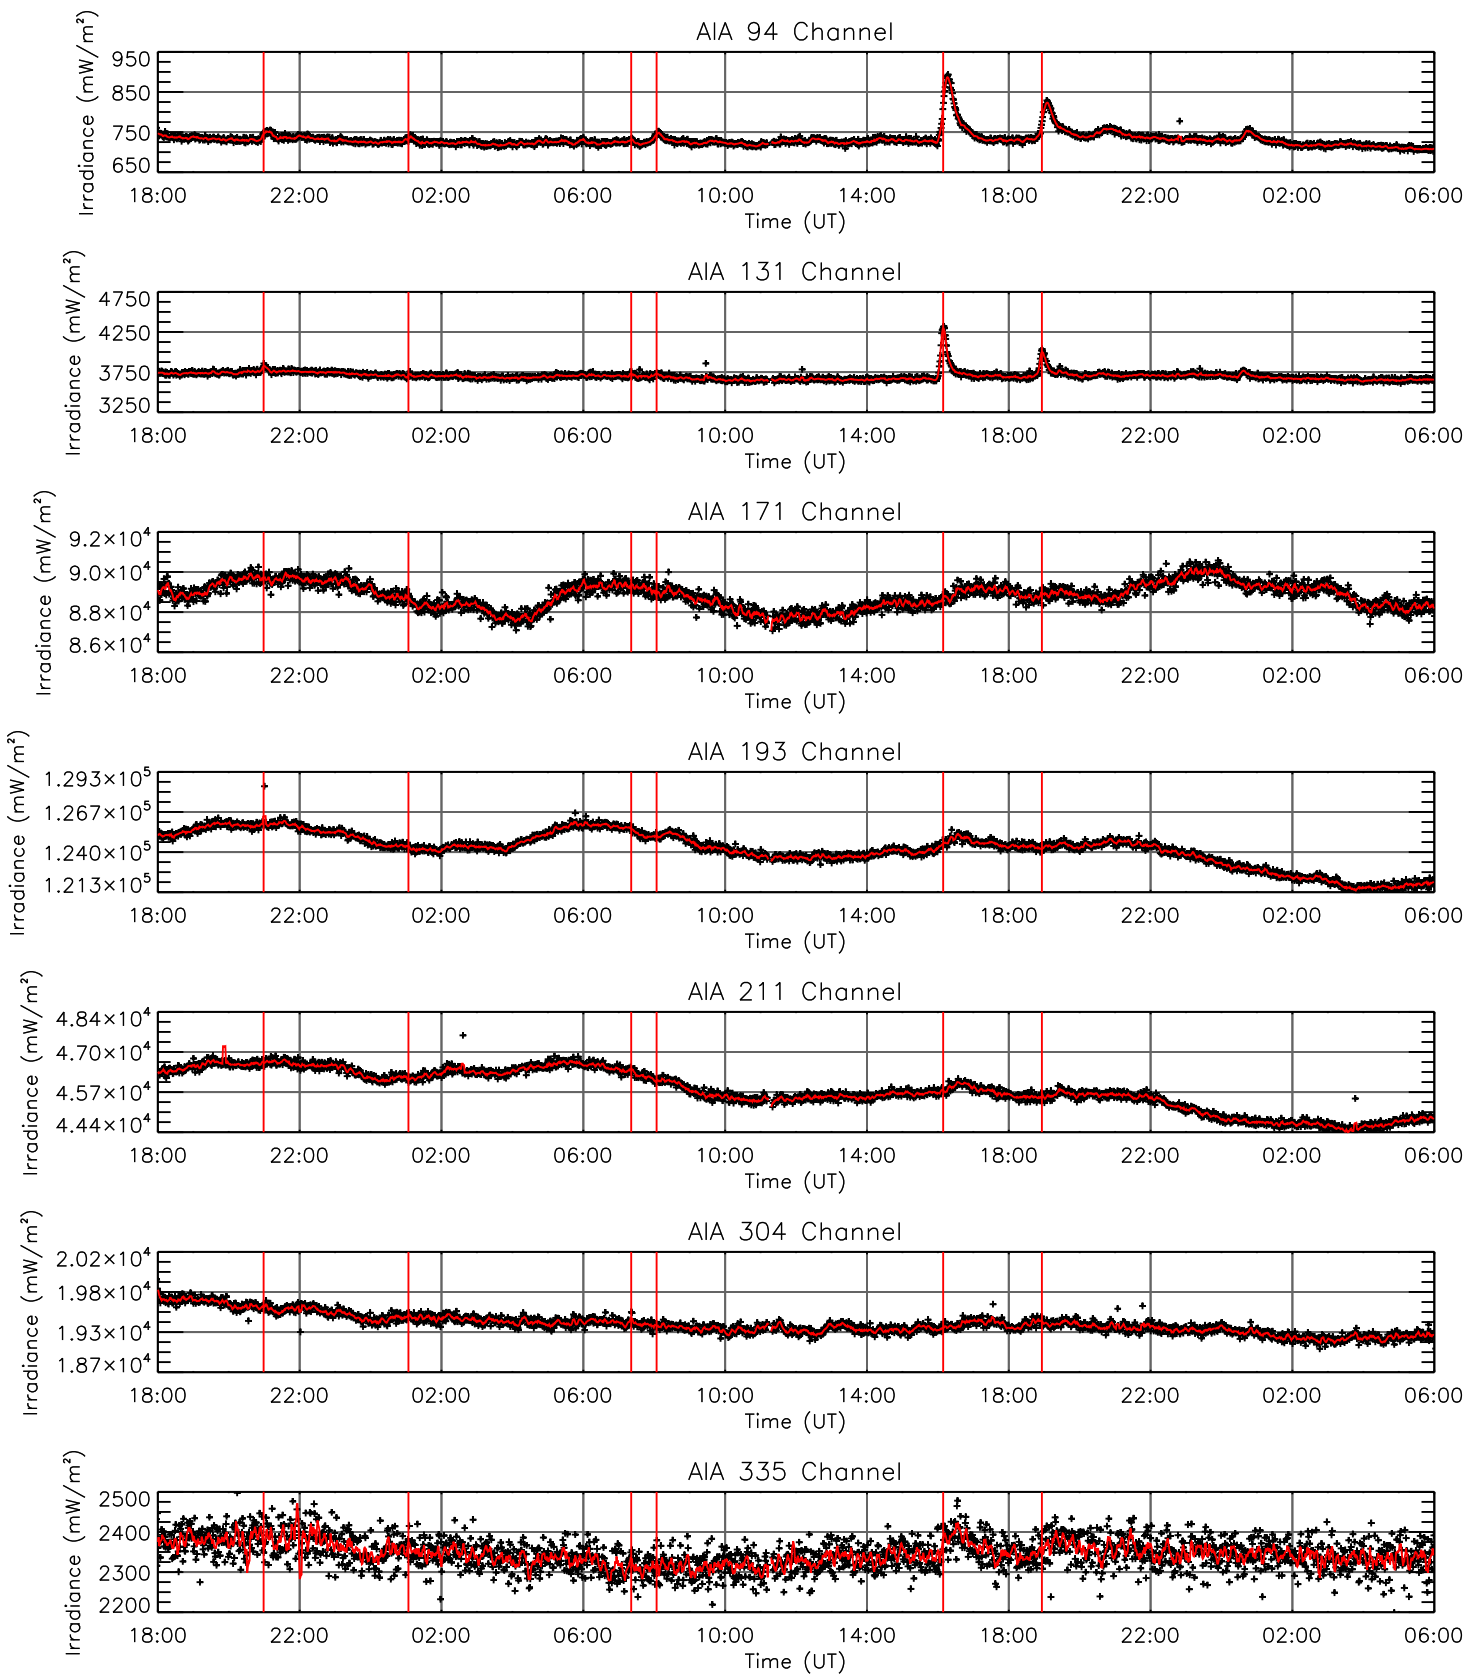 AIA 94 Channel
Irradiance (mW/m²)
950
850
750
650
18:00 22:00 02:00 06:00 10:00 14:00 18:00 22:00 02:00 06:00
Time (UT)
AIA 131 Channel
Irradiance (mW/m²)
4750
4250
3750
3250
18:00 22:00 02:00 06:00 10:00 14:00 18:00 22:00 02:00 06:00
Time (UT)
AIA 171 Channel
Irradiance (mW/m²)
9.2×10⁴
9.0×10⁴
8.8×10⁴
8.6×10⁴
18:00 22:00 02:00 06:00 10:00 14:00 18:00 22:00 02:00 06:00
Time (UT)
AIA 193 Channel
Irradiance (mW/m²)
1.293×10⁵
1.267×10⁵
1.240×10⁵
1.213×10⁵
18:00 22:00 02:00 06:00 10:00 14:00 18:00 22:00 02:00 06:00
Time (UT)
AIA 211 Channel
Irradiance (mW/m²)
4.84×10⁴
4.70×10⁴
4.57×10⁴
4.44×10⁴
18:00 22:00 02:00 06:00 10:00 14:00 18:00 22:00 02:00 06:00
Time (UT)
AIA 304 Channel
Irradiance (mW/m²)
2.02×10⁴
1.98×10⁴
1.93×10⁴
1.87×10⁴
18:00 22:00 02:00 06:00 10:00 14:00 18:00 22:00 02:00 06:00
Time (UT)
AIA 335 Channel
Irradiance (mW/m²)
2500
2400
2300
2200
18:00 22:00 02:00 06:00 10:00 14:00 18:00 22:00 02:00 06:00
Time (UT)